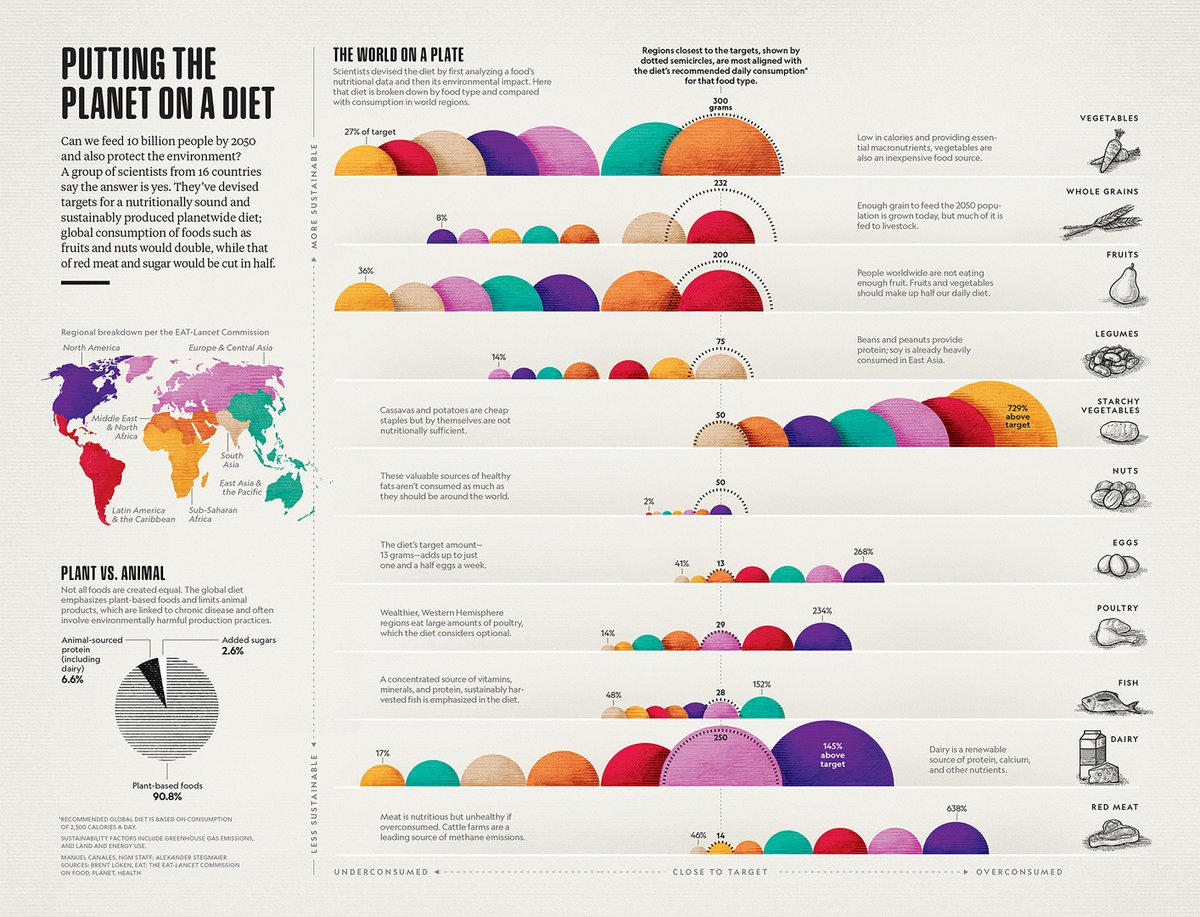 PUTTING THE
PLANET ON A DIET
Can we feed 10 billion people by 2050
and also protect the environment?
A group of scientists from 16 countries
say the answer is yes. They've devised
targets for a nutritionally sound and
sustainably produced planetwide diet;
global consumption of foods such as
fruits and nuts would double, while that
of red meat and sugar would be cut in half.
Regional breakdown per the EAT-Lancet Commission
North America
Europe & Central Asia
Middle East
& North
Africa
South
Asia
East Asia &
the Pacific
Latin America
& the Caribbean
Sub-Saharan
Africa
PLANT VS. ANIMAL
Not all foods are created equal. The global diet
emphasizes plant-based foods and limits animal
products, which are linked to chronic disease and often
involve environmentally harmful production practices.
Animal-sourced
protein
(including
dairy)
6.6%
Added sugars
2.6%
Plant-based foods
90.8%
*RECOMMENDED GLOBAL DIET IS BASED ON CONSUMPTION
OF 2,500 CALORIES A DAY.
SUSTAINABILITY FACTORS INCLUDE GREENHOUSE GAS EMISSIONS,
AND LAND AND ENERGY USE.
MANUEL CANALES, NGM STAFF; ALEXANDER STEGMAIER
SOURCES: BRENT LOKEN, EAT; THE EAT-LANCET COMMISSION
ON FOOD, PLANET, HEALTH
MORE SUSTAINABLE
LESS SUSTAINABLE
THE WORLD ON A PLATE
Scientists devised the diet by first analyzing a food's
nutritional data and then its environmental impact. Here
that diet is broken down by food type and compared
with consumption in world regions.
Regions closest to the targets, shown by
dotted semicircles, are most aligned with
the diet's recommended daily consumption*
for that food type.
27% of target
300
grams
Low in calories and providing essen-
tial macronutrients, vegetables are
also an inexpensive food source.
VEGETABLES
8%
232
Enough grain to feed the 2050 popu-
lation is grown today, but much of it is
fed to livestock.
WHOLE GRAINS
36%
200
People worldwide are not eating
enough fruit. Fruits and vegetables
should make up half our daily diet.
FRUITS
14%
75
Beans and peanuts provide
protein; soy is already heavily
consumed in East Asia.
LEGUMES
Cassavas and potatoes are cheap
staples but by themselves are not
nutritionally sufficient.
50
729%
above
target
STARCHY
VEGETABLES
These valuable sources of healthy
fats aren't consumed as much as
they should be around the world.
2%
50
NUTS
The diet's target amount—
13 grams—adds up to just
one and a half eggs a week.
41%
13
268%
EGGS
Wealthier, Western Hemisphere
regions eat large amounts of poultry,
which the diet considers optional.
14%
29
234%
POULTRY
A concentrated source of vitamins,
minerals, and protein, sustainably har-
vested fish is emphasized in the diet.
48%
28
152%
FISH
17%
250
145%
above
target
Dairy is a renewable
source of protein, calcium,
and other nutrients.
DAIRY
Meat is nutritious but unhealthy if
overconsumed. Cattle farms are a
leading source of methane emissions.
46%
14
638%
RED MEAT
UNDERCONSUMED
CLOSE TO TARGET
OVERCONSUMED